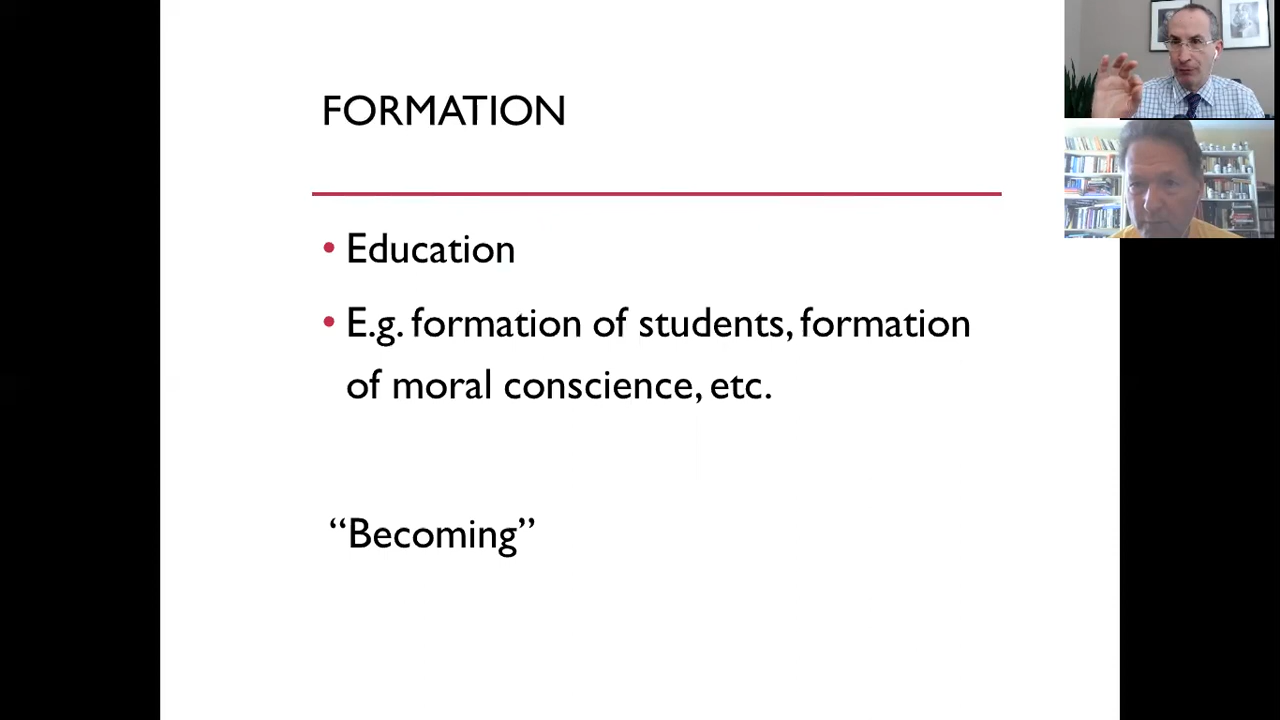 FORMATION
• Education
• E.g. formation of students, formation
of moral conscience, etc.
“Becoming”